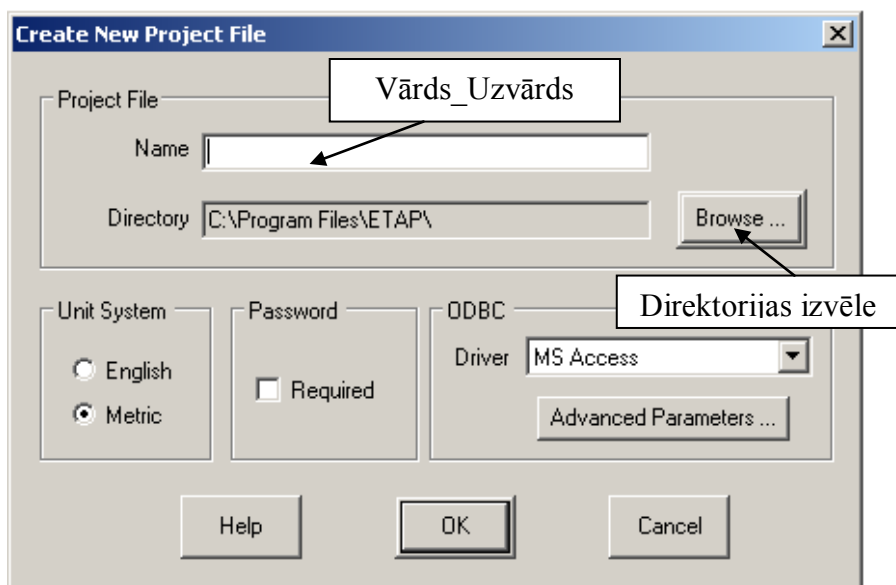 Create New Project File
Vārds_Uzvārds
Project File
Name
Directory C:\Program Files\ETAP\ Browse ...
Direktorijas izvēle
Unit System Password ODBC
Driver MS Access
English
Required
Metric
Advanced Parameters ...
Help OK Cancel